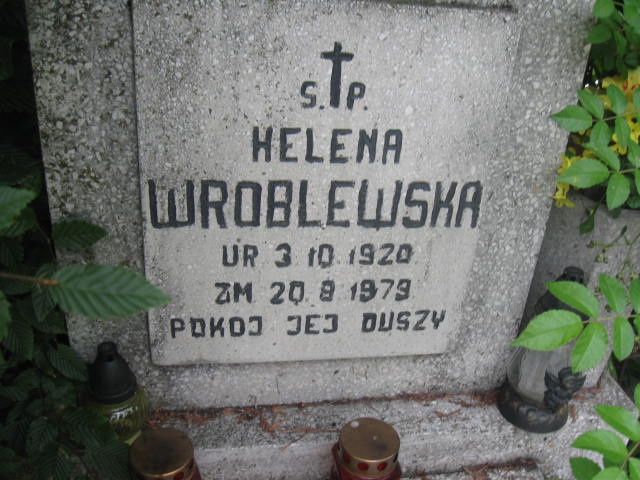 S.P.
HELENA
WROBLEWSKA
UR 3 10 1920
ZM 20 8 1979
POKOJ JEJ DUSZY